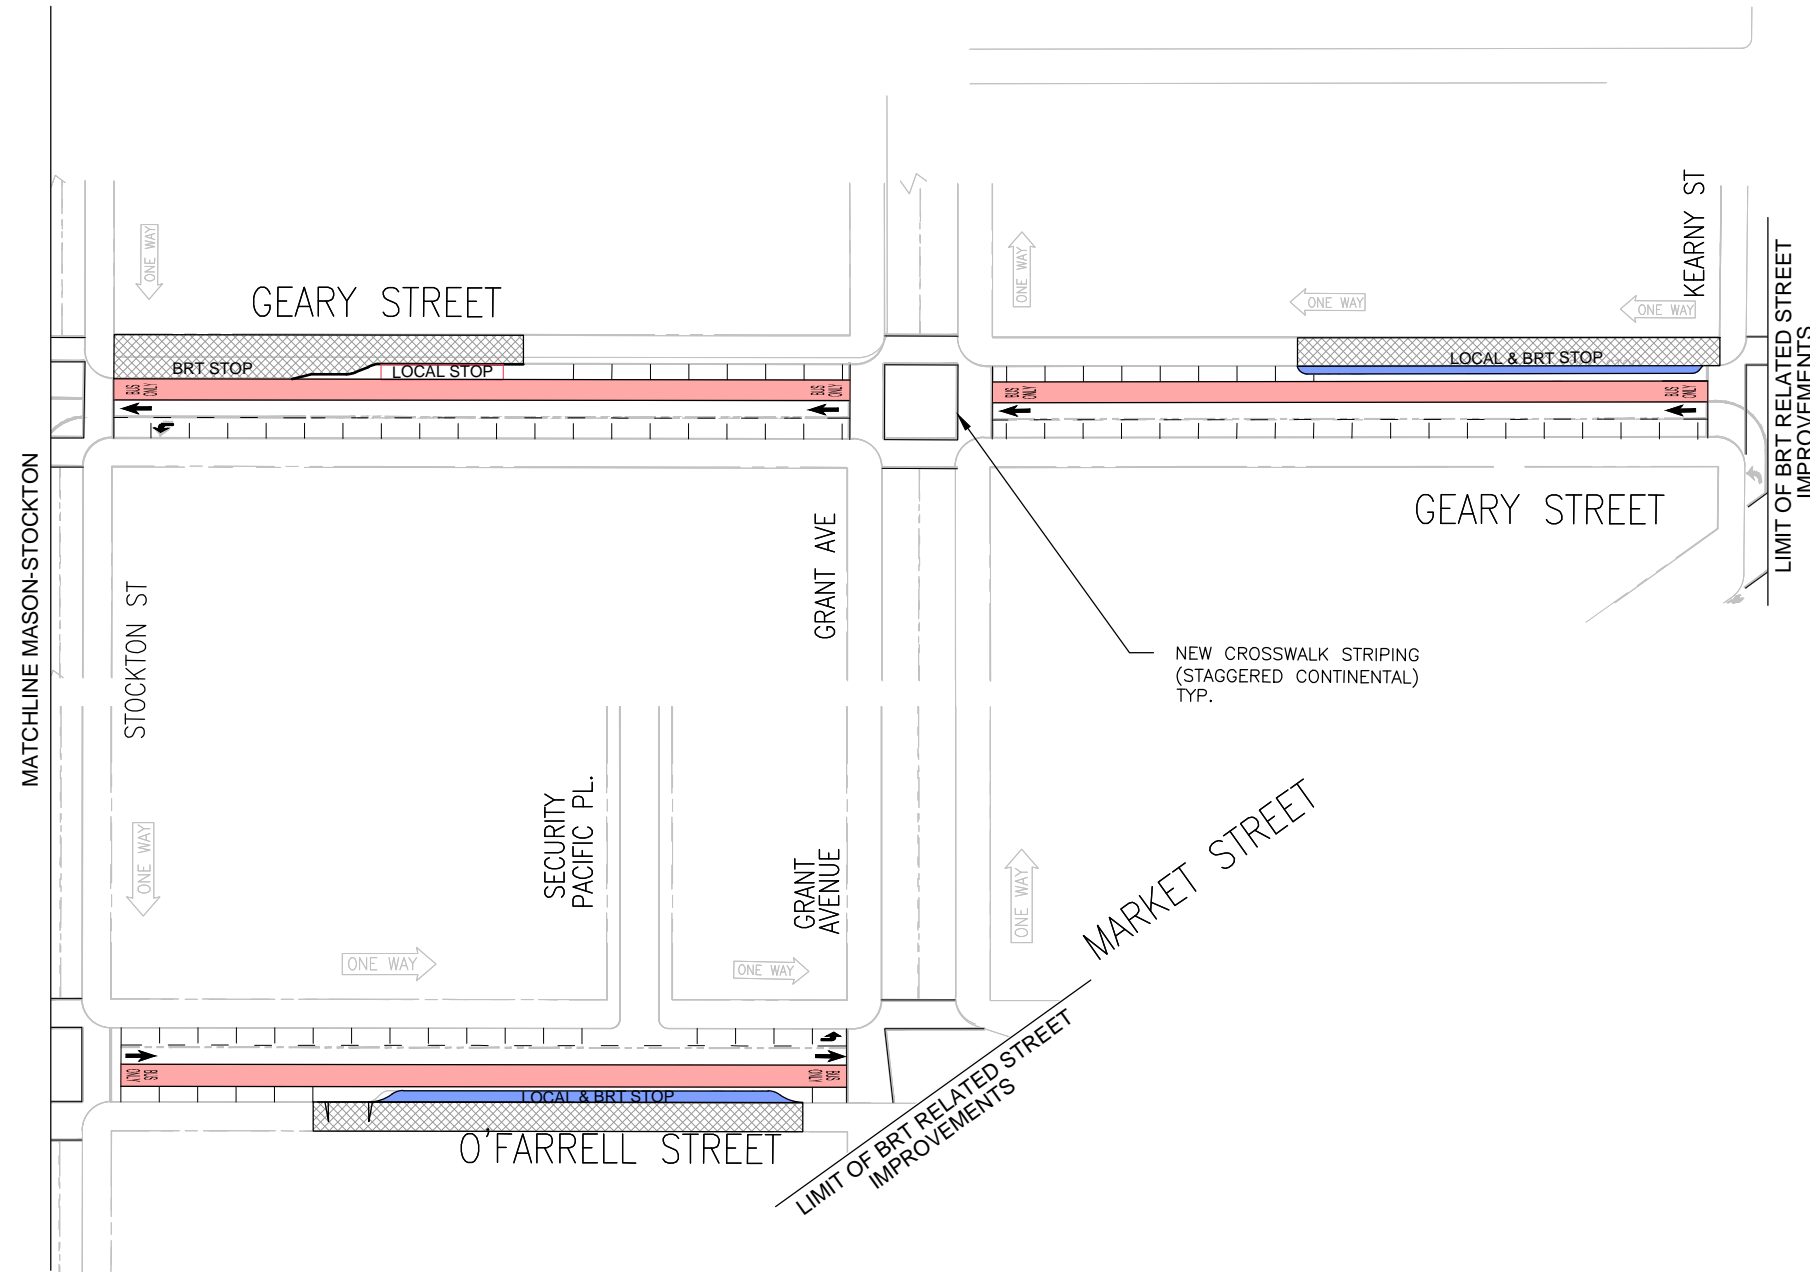 KEARNY ST
ONE WAY
ONE WAY
ONE WAY
ONE WAY
GEARY STREET
LIMIT OF BRT RELATED STREET
IMPROVEMENTS
BRT STOP
LOCAL STOP
LOCAL & BRT STOP
BUS
ONLY
BUS
ONLY
BUS
ONLY
BUS
ONLY
MATCHLINE MASON-STOCKTON
STOCKTON ST
GRANT AVE
GEARY STREET
NEW CROSSWALK STRIPING
(STAGGERED CONTINENTAL)
TYP.
SECURITY
PACIFIC PL.
GRANT
AVENUE
MARKET STREET
ONE WAY
ONE WAY
ONE WAY
ONE WAY
BUS
ONLY
BUS
ONLY
LOCAL & BRT STOP
O'FARRELL STREET
LIMIT OF BRT RELATED STREET
IMPROVEMENTS